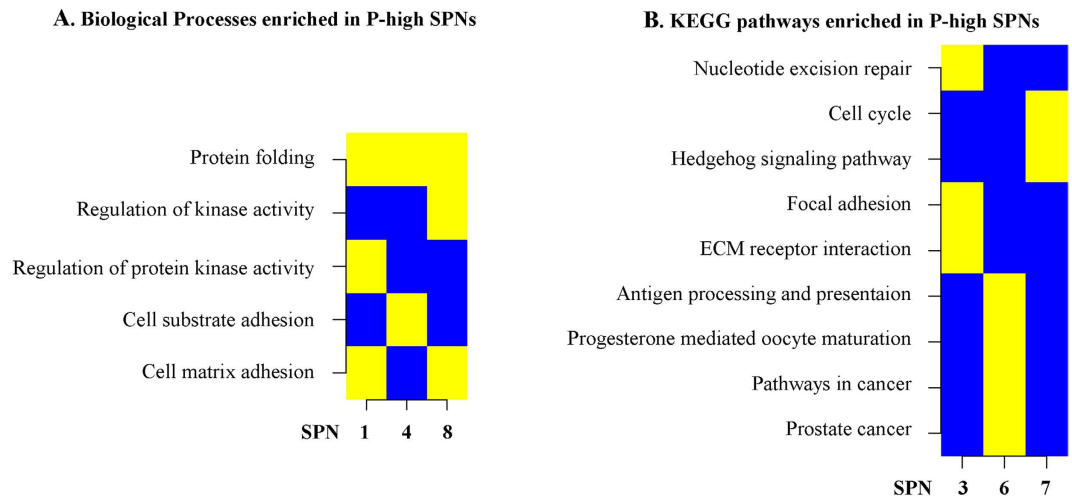 A. Biological Processes enriched in P-high SPNs
Protein folding
Regulation of kinase activity
Regulation of protein kinase activity
Cell substrate adhesion
Cell matrix adhesion
SPN 1 4 8
B. KEGG pathways enriched in P-high SPNs
Nucleotide excision repair
Cell cycle
Hedgehog signaling pathway
Focal adhesion
ECM receptor interaction
Antigen processing and presentaion
Progesterone mediated oocyte maturation
Pathways in cancer
Prostate cancer
SPN 3 6 7